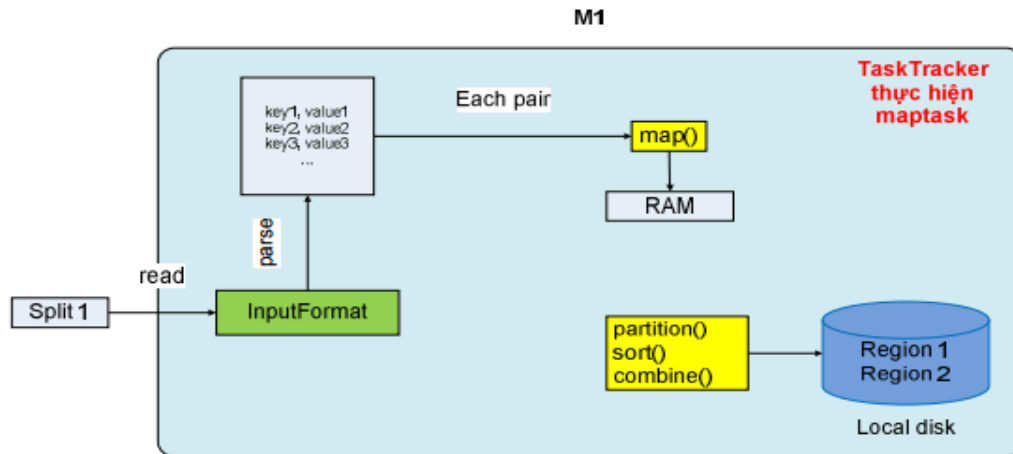 M1
TaskTracker
thực hiện
maptask
key1, value1
key2, value2
key3, value3
...
Each pair
map()
RAM
parse
read
Split 1
InputFormat
partition()
sort()
combine()
Region 1
Region 2
Local disk